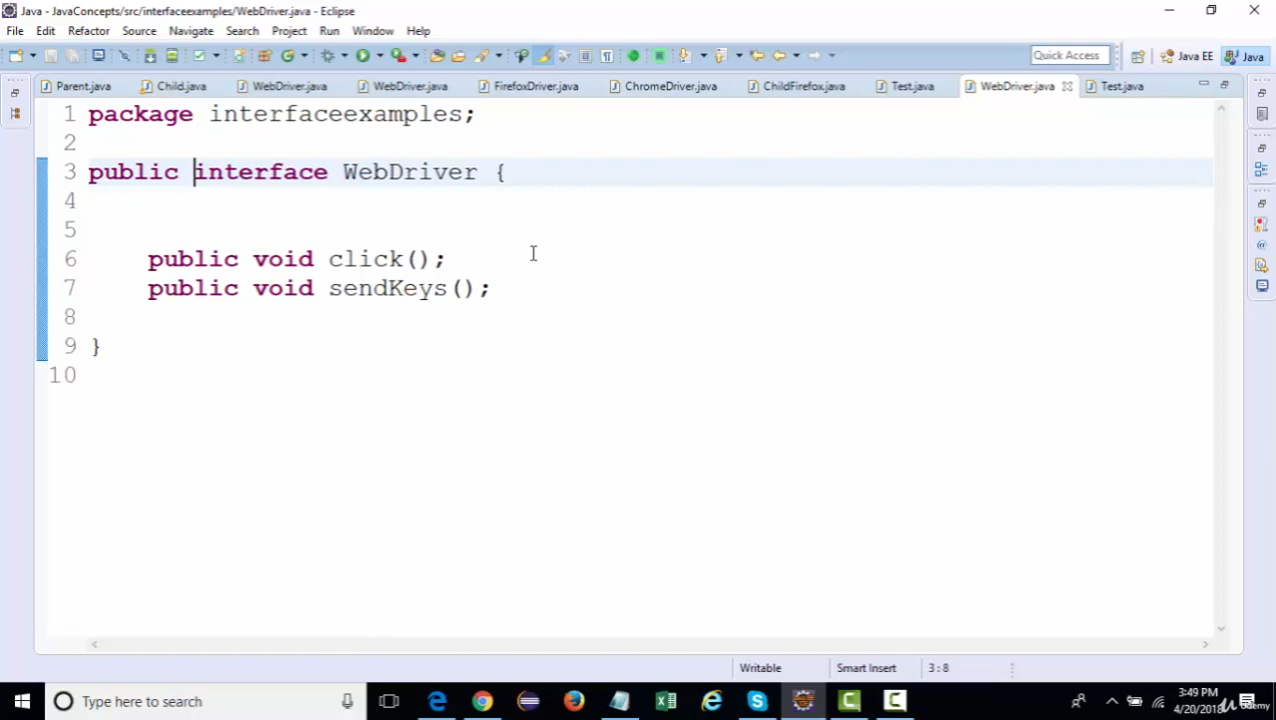 Java - JavaConcepts/src/interfaceexamples/WebDriver.java - Eclipse
File Edit Refactor Source Navigate Search Project Run Window Help
Quick Access Java EE Java
Parent.java Child.java WebDriver.java WebDriver.java FirefoxDriver.java ChromeDriver.java ChildFirefox.java Test.java WebDriver.java Test.java
1 package interfaceexamples;
2
3 public interface WebDriver {
4
5
6 public void click();
7 public void sendKeys();
8
9 }
10
Writable Smart Insert 3 : 8
Type here to search
3:49 PM
4/20/2018
Udemy